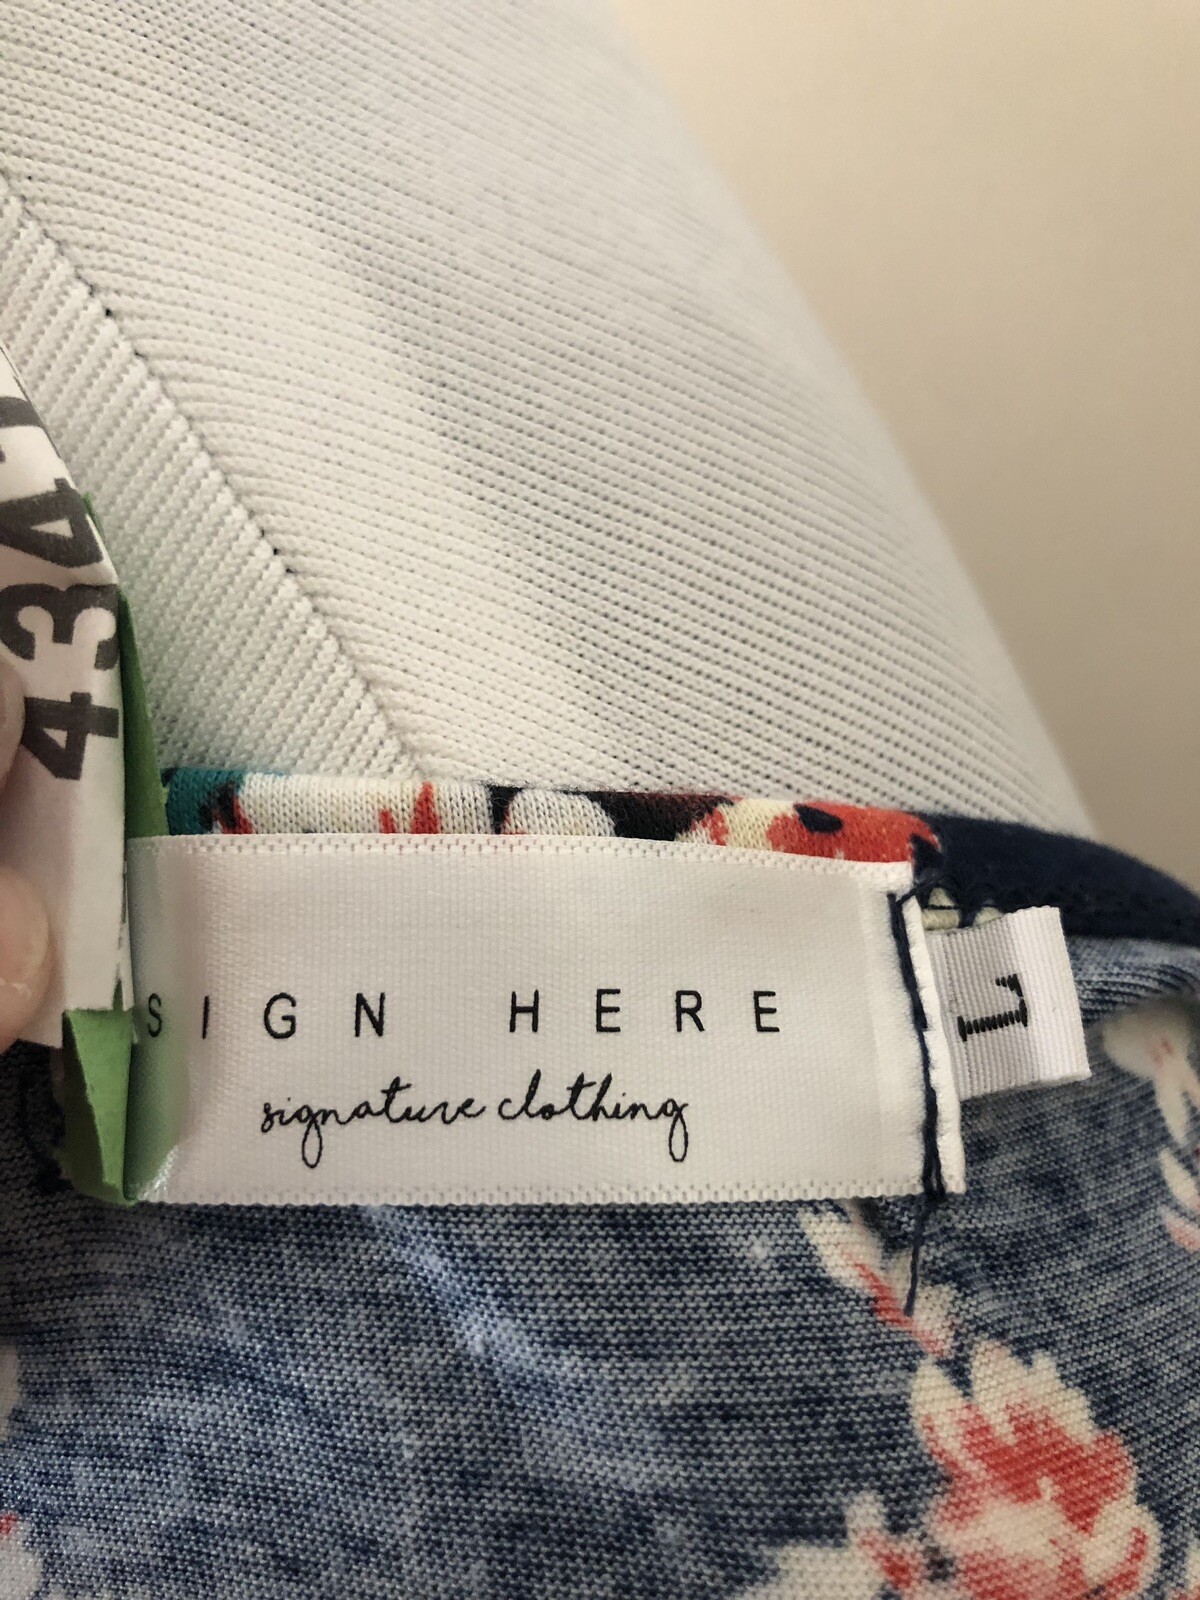 434
SIGN HERE
signature clothing
L